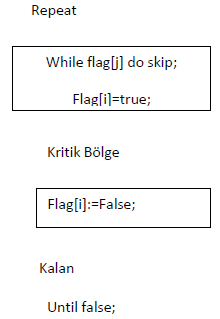 Repeat
While flag[j] do skip;
Flag[i]=true;
Kritik Bölge
Flag[i]:=False;
Kalan
Until false;